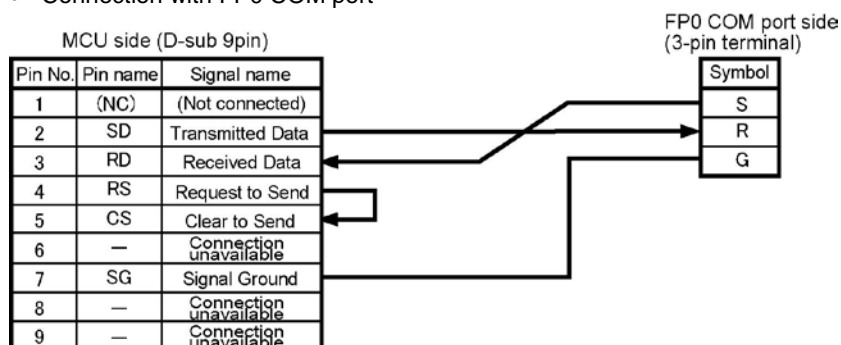 Connection with FP0 COM port
MCU side (D-sub 9pin)
FP0 COM port side
(3-pin terminal)
Pin No. Pin name Signal name
1 (NC) (Not connected)
2 SD Transmitted Data
3 RD Received Data
4 RS Request to Send
5 CS Clear to Send
6 — Connection
unavailable
7 SG Signal Ground
8 — Connection
unavailable
9 — Connection
unavailable
Symbol
S
R
G